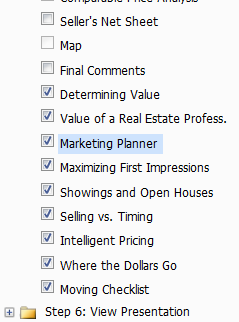 Comparable Price Analysis
Seller's Net Sheet
Map
Final Comments
Determining Value
Value of a Real Estate Profess.
Marketing Planner
Maximizing First Impressions
Showings and Open Houses
Selling vs. Timing
Intelligent Pricing
Where the Dollars Go
Moving Checklist
Step 6: View Presentation